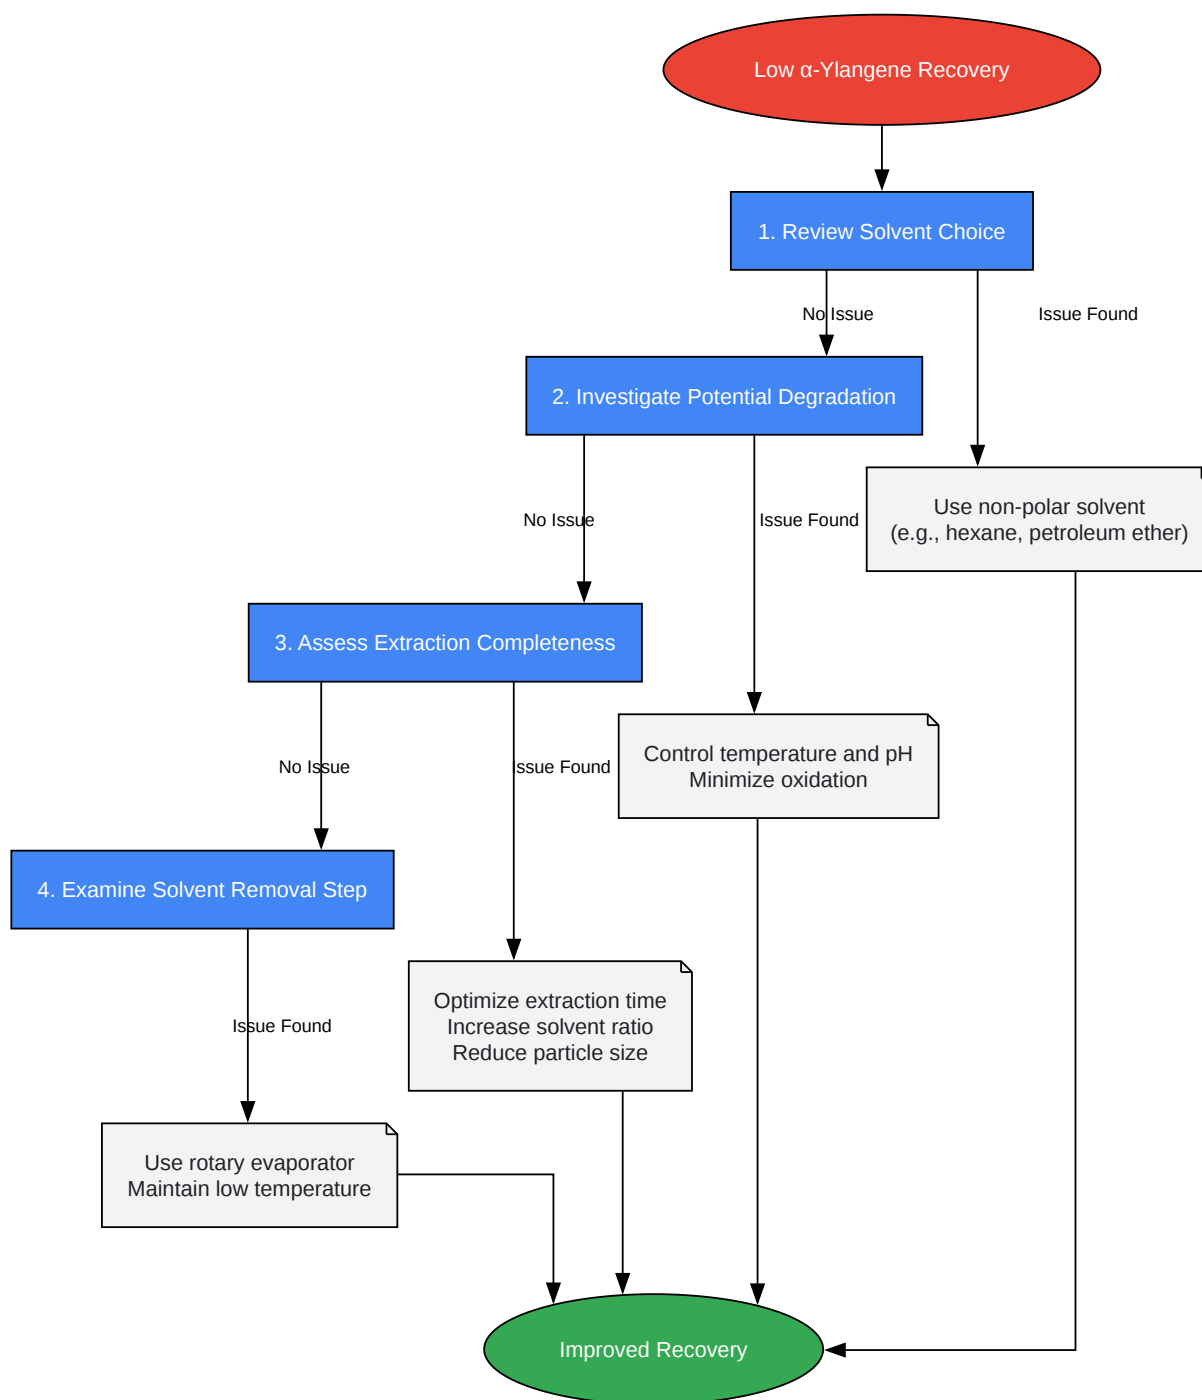 Low α-Ylangene Recovery
1. Review Solvent Choice
No Issue
Issue Found
2. Investigate Potential Degradation
Use non-polar solvent
(e.g., hexane, petroleum ether)
No Issue
Issue Found
3. Assess Extraction Completeness
Control temperature and pH
Minimize oxidation
No Issue
Issue Found
4. Examine Solvent Removal Step
Optimize extraction time
Increase solvent ratio
Reduce particle size
Issue Found
Use rotary evaporator
Maintain low temperature
Improved Recovery